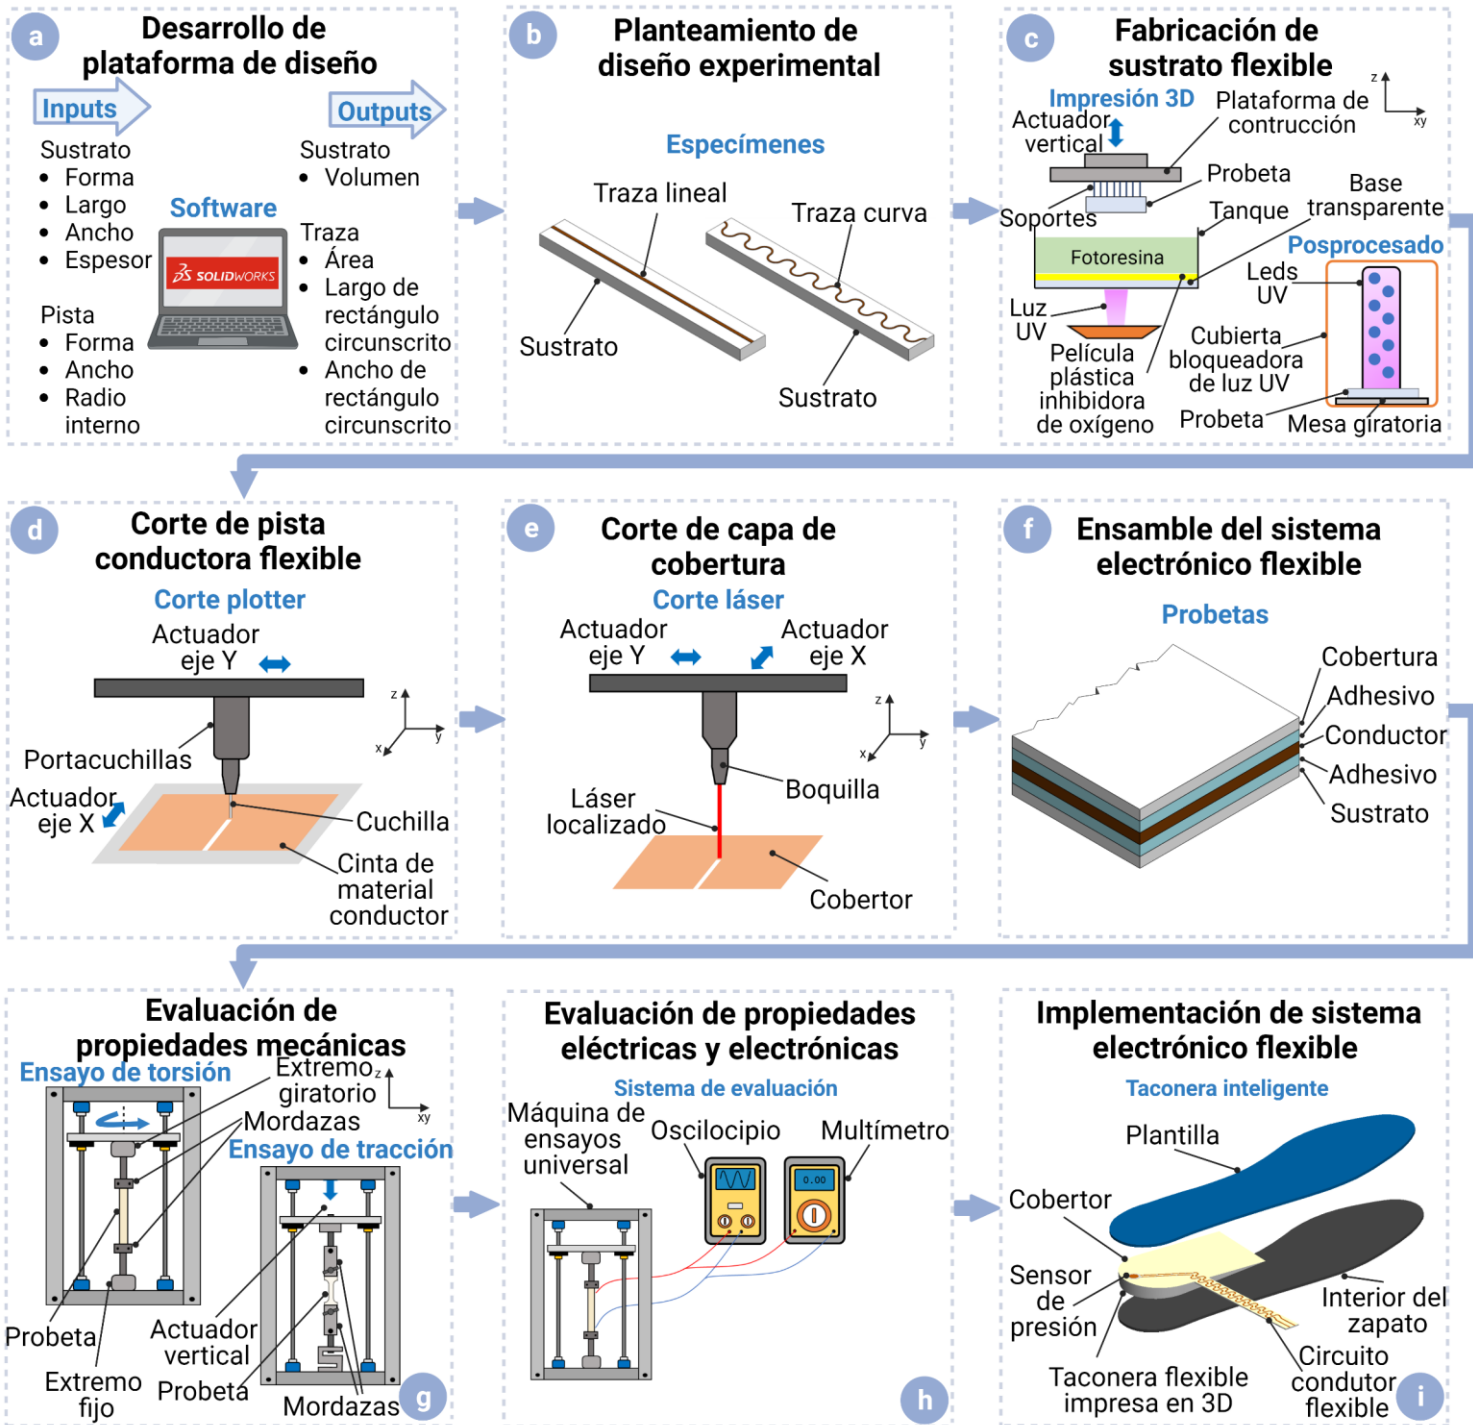 a
Desarrollo de
plataforma de diseño
Inputs
Outputs
Sustrato
• Forma
• Largo
• Ancho
• Espesor
Pista
• Forma
• Ancho
• Radio
interno
Software
SOLIDWORKS
Sustrato
• Volumen
Traza
• Área
• Largo de
rectángulo
circunscrito
• Ancho de
rectángulo
circunscrito
b
Planteamiento de
diseño experimental
Especímenes
Traza lineal
Traza curva
Sustrato
Sustrato
c
Fabricación de
sustrato flexible
Impresión 3D
Actuador
vertical
Plataforma de
contrucción
z
xy
Probeta
Soportes
Tanque
Base
transparente
Fotoresina
Luz
UV
Película
plástica
inhibidora
de oxígeno
Posprocesado
Leds
UV
Cubierta
bloqueadora
de luz UV
Probeta
Mesa giratoria
d
Corte de pista
conductora flexible
Corte plotter
Actuador
eje Y
z
y
x
Portacuchillas
Actuador
eje X
Cuchilla
Cinta de
material
conductor
e
Corte de capa de
cobertura
Corte láser
Actuador
eje Y
Actuador
eje X
z
y
x
Boquilla
Láser
localizado
Cobertor
f
Ensamble del sistema
electrónico flexible
Probetas
Cobertura
Adhesivo
Conductor
Adhesivo
Sustrato
Evaluación de
propiedades mecánicas
Ensayo de torsión
Extremo
giratorio
z
xy
Mordazas
Ensayo de tracción
Probeta
Extremo
fijo
Actuador
vertical
Probeta
Mordazas
g
Evaluación de propiedades
eléctricas y electrónicas
Sistema de evaluación
Máquina de
ensayos
universal
Oscilocipio
Multímetro
0.00
h
Implementación de sistema
electrónico flexible
Taconera inteligente
Plantilla
Cobertor
Sensor
de
presión
Interior del
zapato
Taconera flexible
impresa en 3D
Circuito
condutor
flexible
i